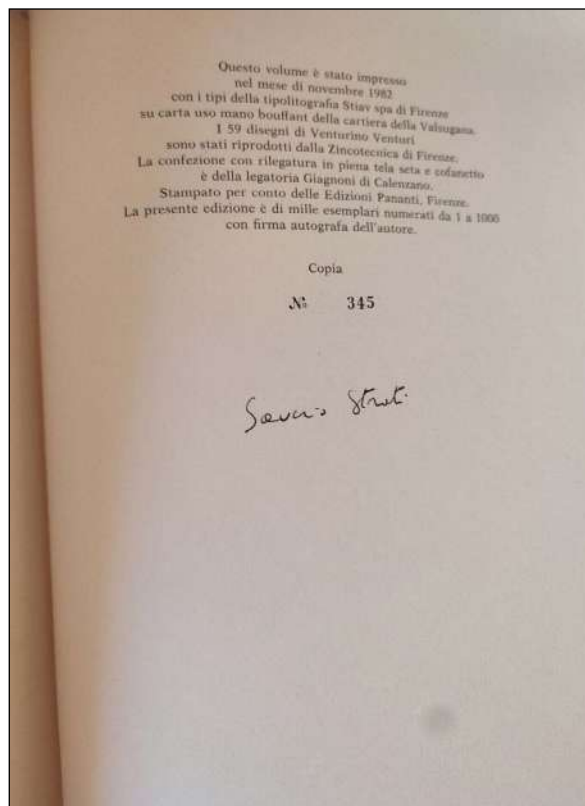 Questo volume è stato impresso
nel mese di novembre 1982
con i tipi della tipolitografia Stiav spa di Firenze
su carta uso mano bouffant della cartiera della Valsugana.
I 59 disegni di Venturino Venturi
sono stati riprodotti dalla Zincotecnica di Firenze.
La confezione con rilegatura in piena tela seta e cofanetto
è della legatoria Giagnoni di Calenzano.
Stampato per conto delle Edizioni Pananti, Firenze.
La presente edizione è di mille esemplari numerati da 1 a 1000
con firma autografa dell'autore.
Copia
№ 345
Saverio Strati